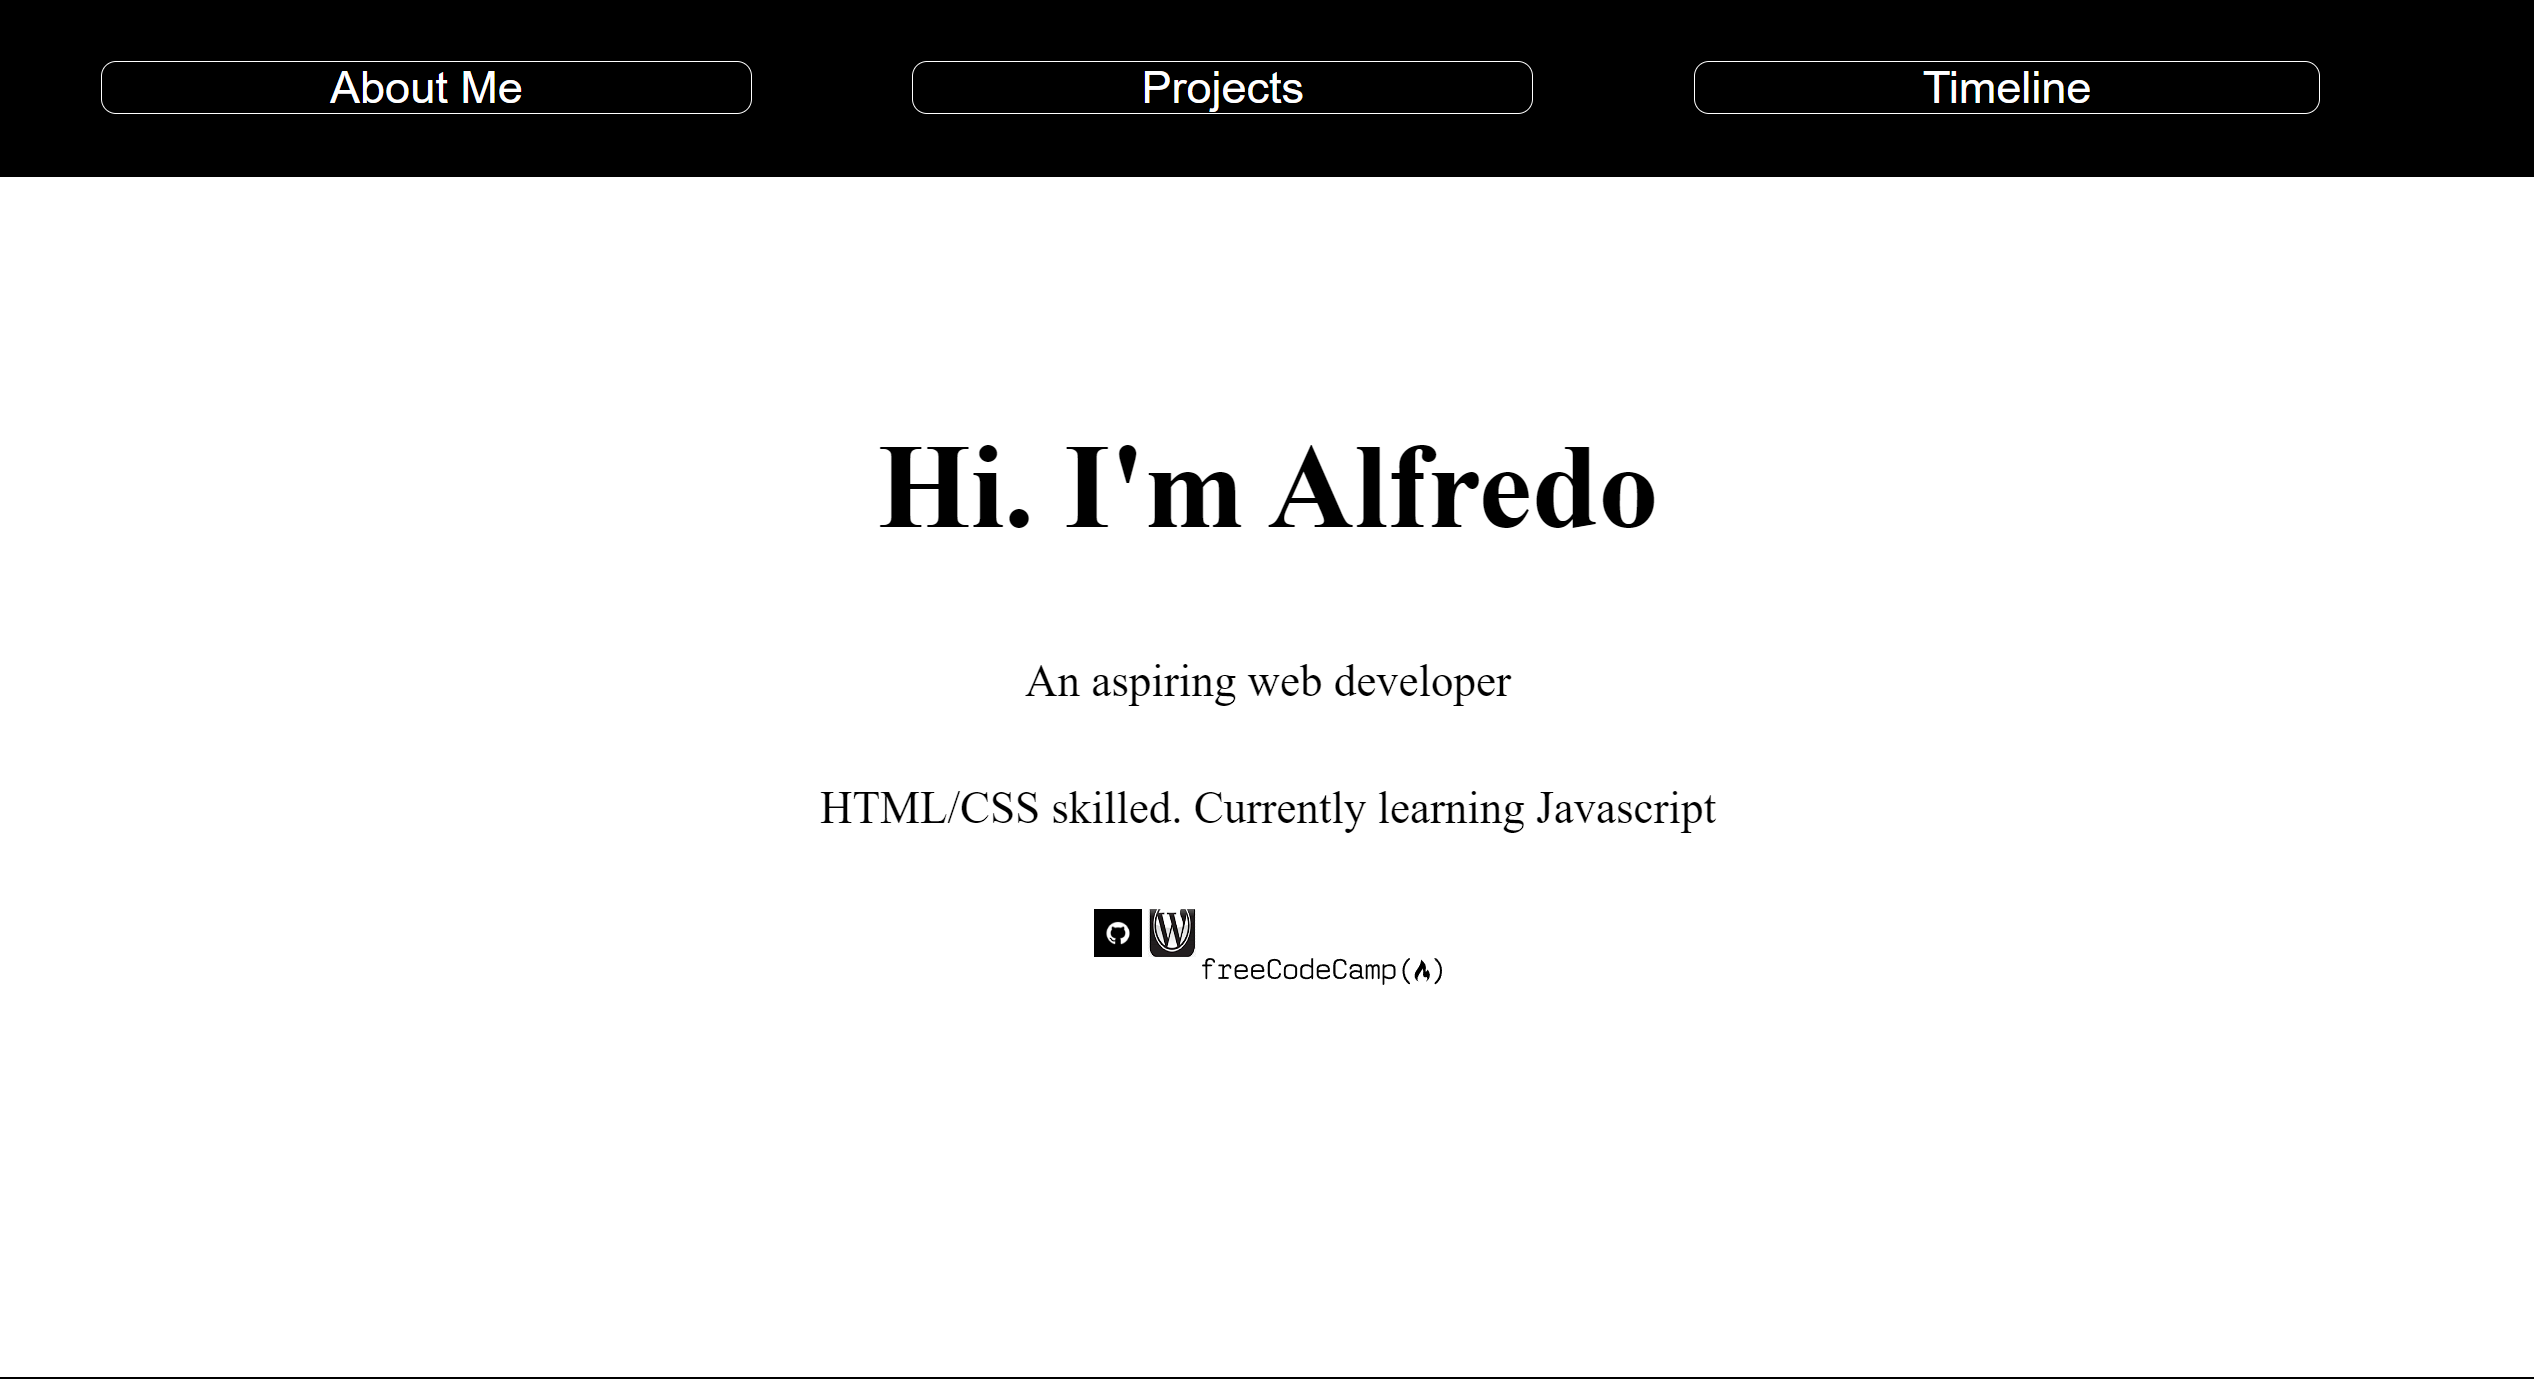 About Me Projects Timeline
Hi. I'm Alfredo
An aspiring web developer
HTML/CSS skilled. Currently learning Javascript
W
freeCodeCamp()